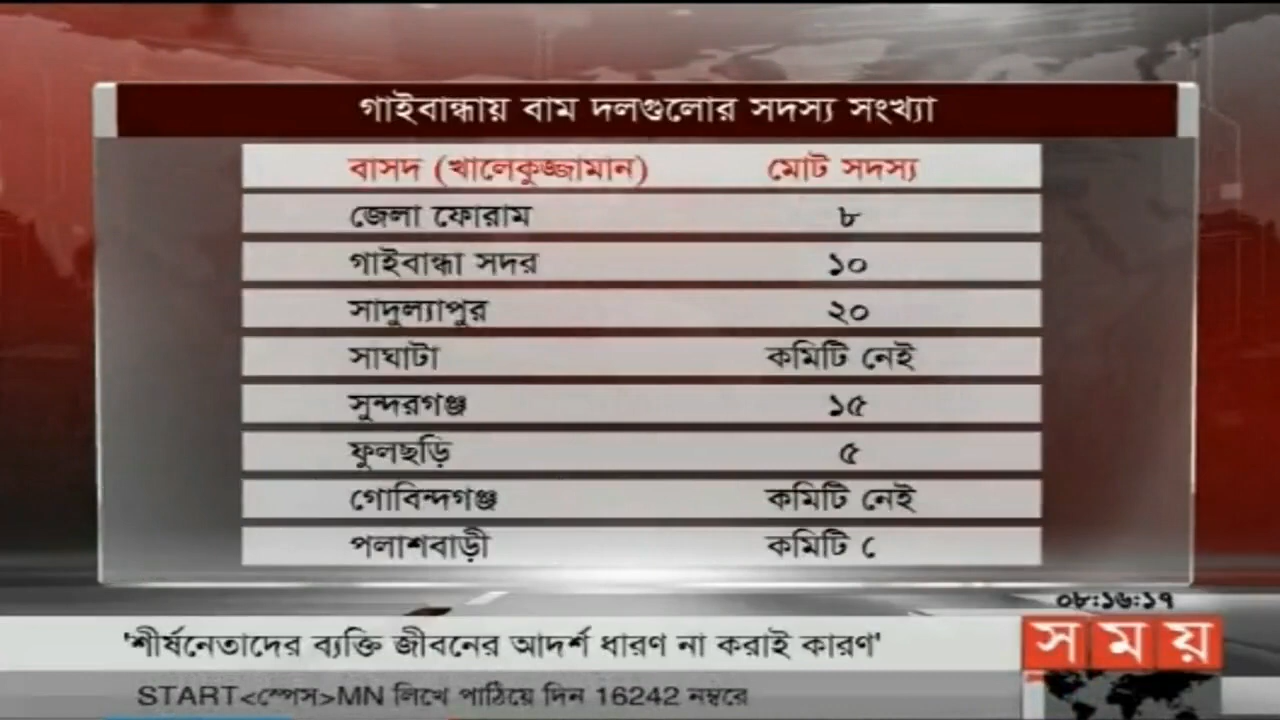 গাইবান্ধায় বাম দলগুলোর সদস্য সংখ্যা
বাসদ (খালেকুজ্জামান) মোট সদস্য
জেলা ফোরাম ৮
গাইবান্ধা সদর ১০
সাদুল্যাপুর ২০
সাঘাটা কমিটি নেই
সুন্দরগঞ্জ ১৫
ফুলছড়ি ৫
গোবিন্দগঞ্জ কমিটি নেই
পলাশবাড়ী কমিটি
০৮:১৬:১৭
'শীর্ষনেতাদের ব্যক্তি জীবনের আদর্শ ধারণ না করাই কারণ'
সময়
START<স্পেস>MN লিখে পাঠিয়ে দিন 16242 নম্বরে